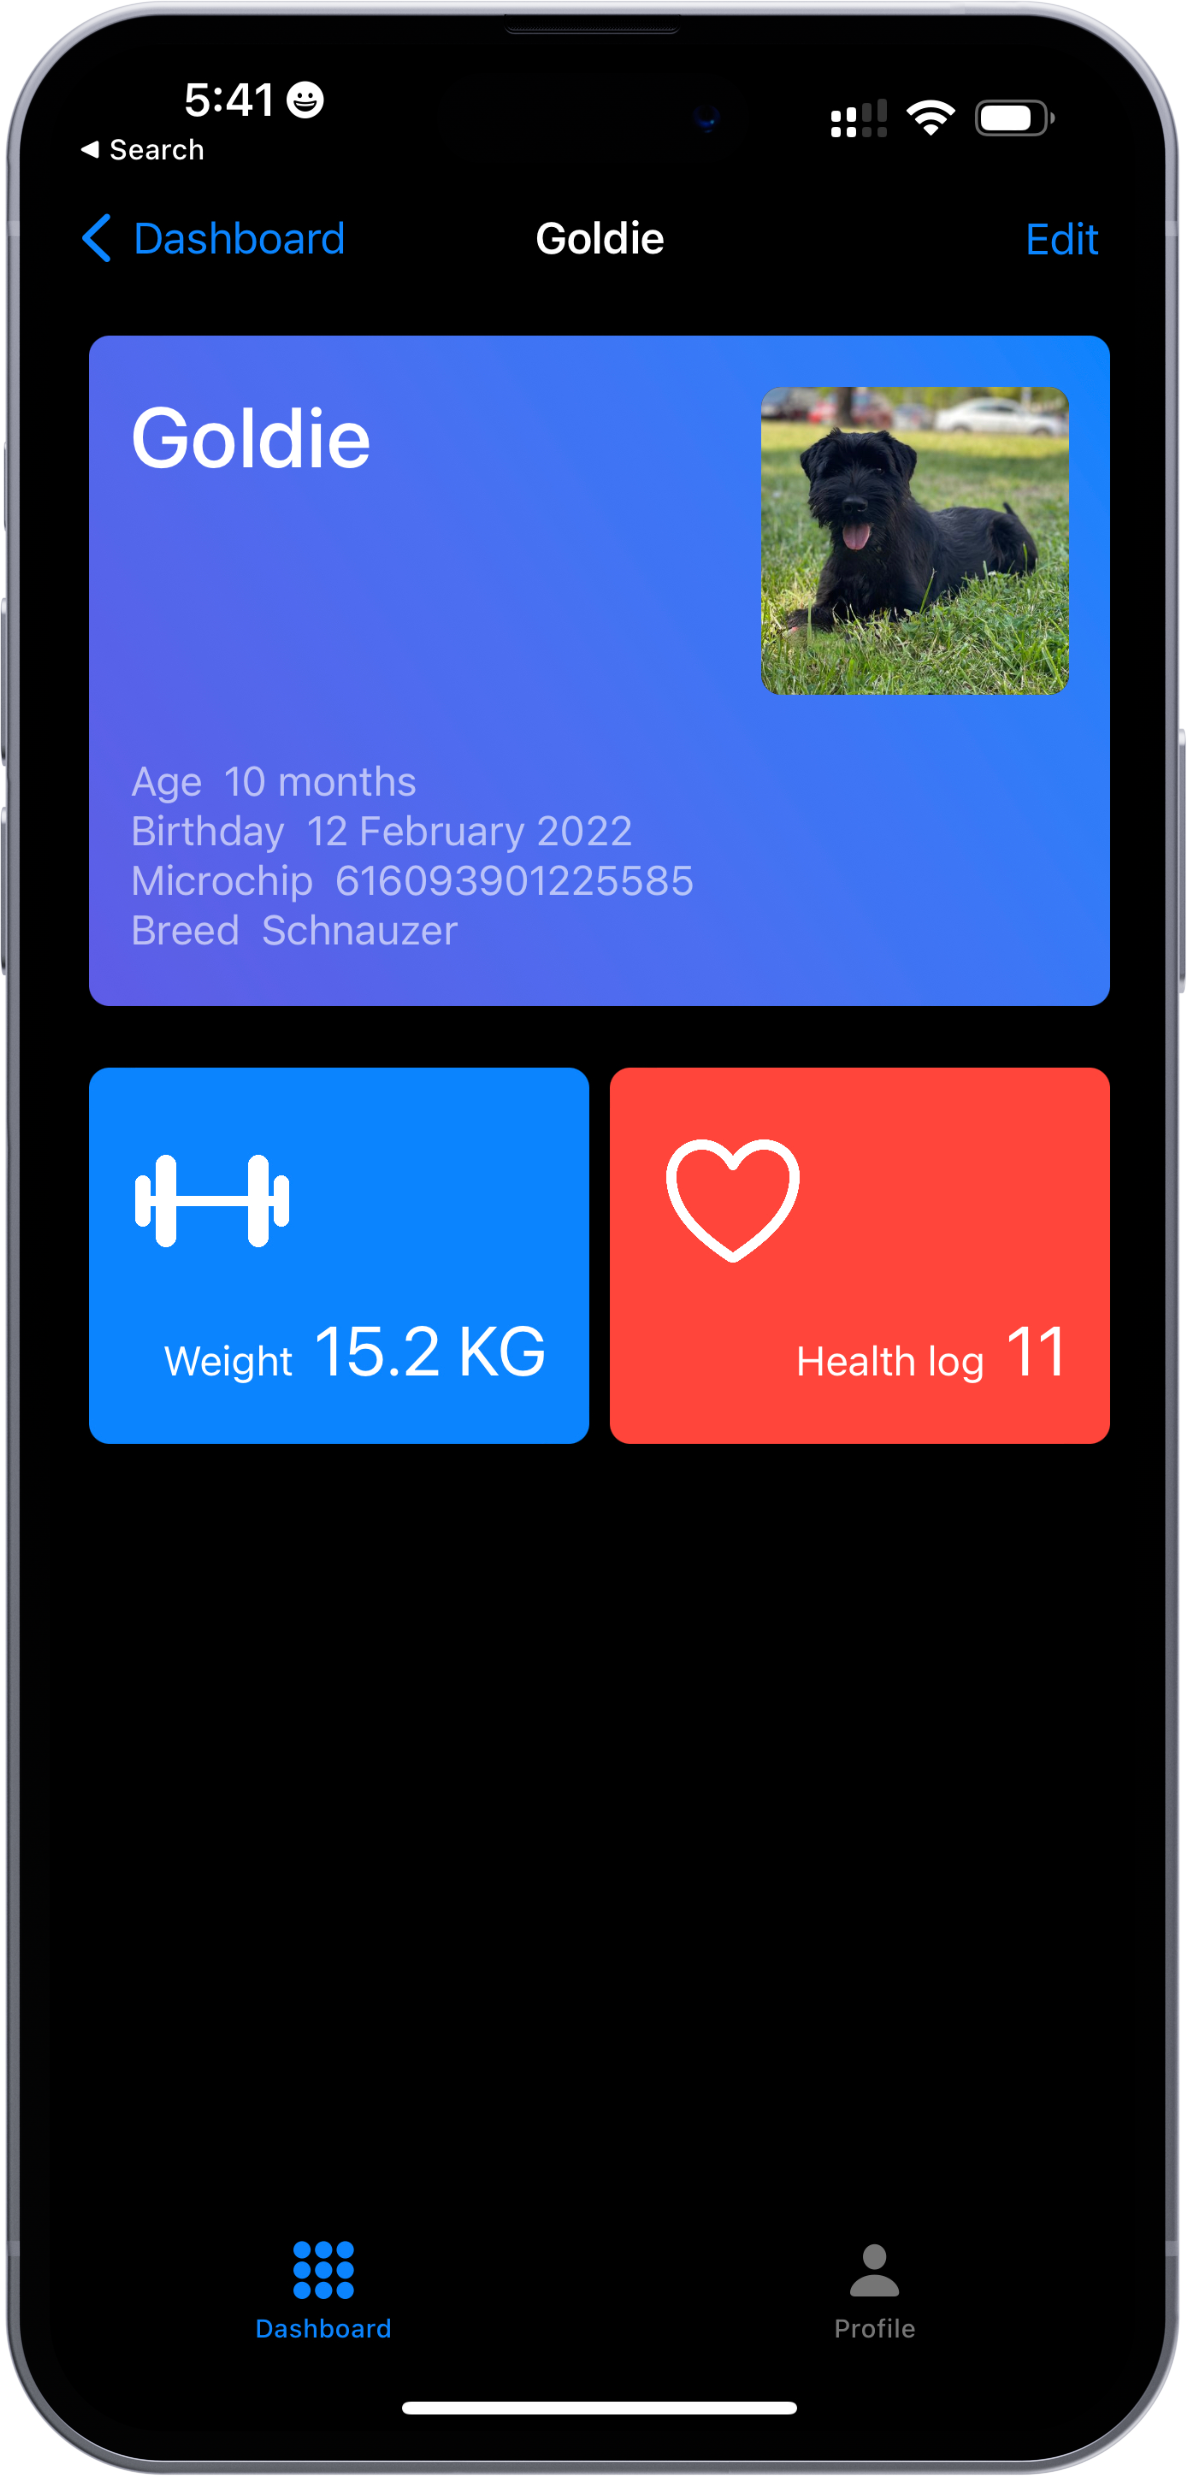 5:41
Search
Dashboard Goldie Edit
Goldie
Age 10 months
Birthday 12 February 2022
Microchip 616093901225585
Breed Schnauzer
Weight 15.2 KG
Health log 11
Dashboard
Profile